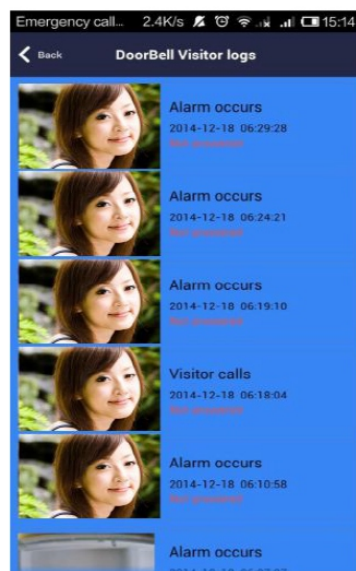 Emergency call... 2.4K/s 15:14
Back DoorBell Visitor logs
Alarm occurs
2014-12-18 06:29:28
Not answered
Alarm occurs
2014-12-18 06:24:21
Not answered
Alarm occurs
2014-12-18 06:19:10
Not answered
Visitor calls
2014-12-18 06:18:04
Not answered
Alarm occurs
2014-12-18 06:10:58
Not answered
Alarm occurs